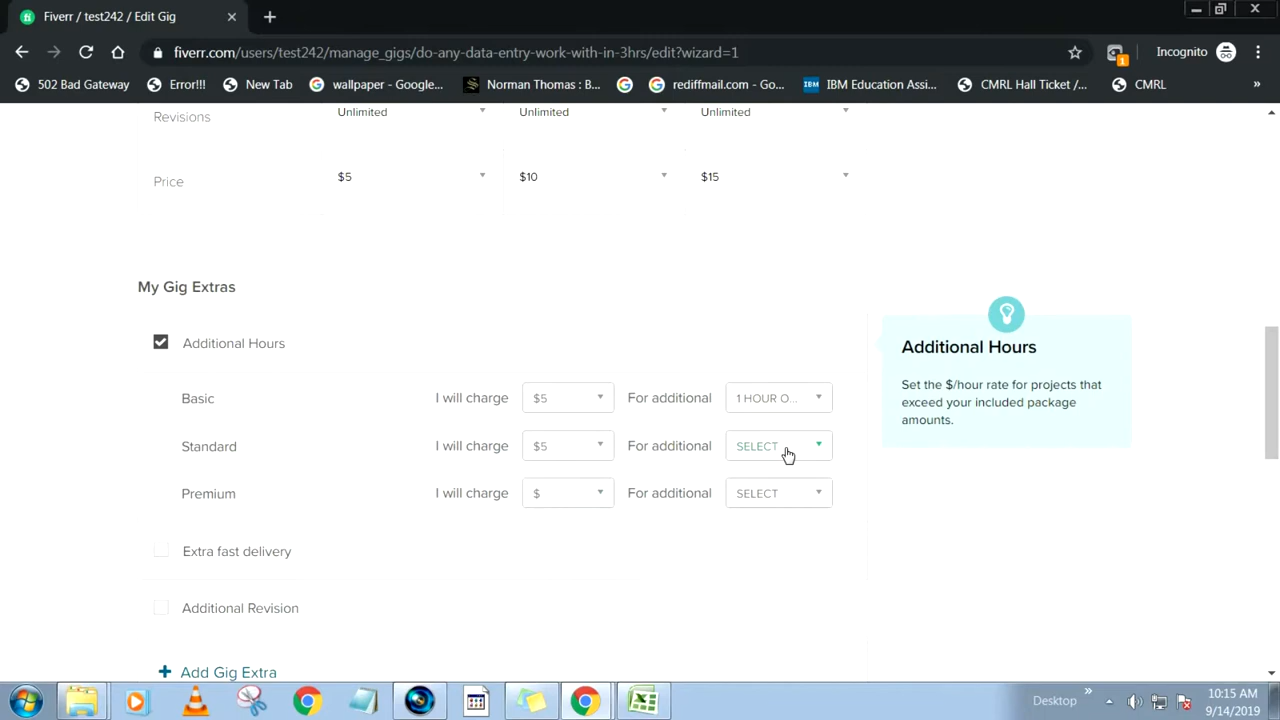 Fiverr / test242 / Edit Gig
fiverr.com/users/test242/manage_gigs/do-any-data-entry-work-with-in-3hrs/edit?wizard=1
Incognito
502 Bad Gateway
Error!!!
New Tab
wallpaper - Google...
Norman Thomas : B...
rediffmail.com - Go...
IBM Education Assi...
CMRL Hall Ticket /...
CMRL
»
Revisions Unlimited Unlimited Unlimited
Price $5 $10 $15
My Gig Extras
Additional Hours
Basic I will charge $5 For additional 1 HOUR O...
Standard I will charge $5 For additional SELECT
Premium I will charge $ For additional SELECT
Extra fast delivery
Additional Revision
+ Add Gig Extra
Additional Hours
Set the $/hour rate for projects that
exceed your included package
amounts.
Desktop »
10:15 AM
9/14/2019